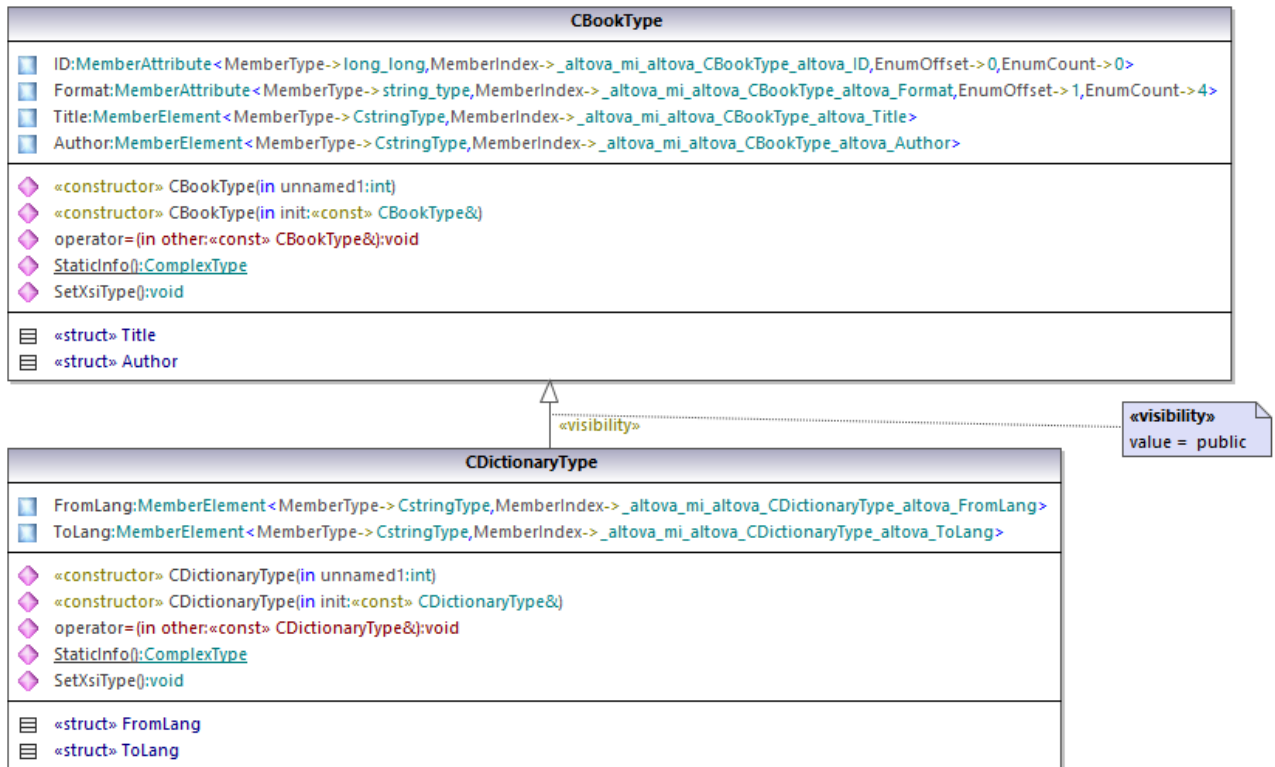 CBookType
ID:MemberAttribute<MemberType->long_long,MemberIndex->_altova_mi_altova_CBookType_altova_ID,EnumOffset->0,EnumCount->0>
Format:MemberAttribute<MemberType->string_type,MemberIndex->_altova_mi_altova_CBookType_altova_Format,EnumOffset->1,EnumCount->4>
Title:MemberElement<MemberType->CstringType,MemberIndex->_altova_mi_altova_CBookType_altova_Title>
Author:MemberElement<MemberType->CstringType,MemberIndex->_altova_mi_altova_CBookType_altova_Author>
«constructor» CBookType(in unnamed1:int)
«constructor» CBookType(in init:«const» CBookType&)
operator=(in other:«const» CBookType&):void
StaticInfo():ComplexType
SetXsiType():void
«struct» Title
«struct» Author
«visibility»
«visibility»
value = public
CDictionaryType
FromLang:MemberElement<MemberType->CstringType,MemberIndex->_altova_mi_altova_CDictionaryType_altova_FromLang>
ToLang:MemberElement<MemberType->CstringType,MemberIndex->_altova_mi_altova_CDictionaryType_altova_ToLang>
«constructor» CDictionaryType(in unnamed1:int)
«constructor» CDictionaryType(in init:«const» CDictionaryType&)
operator=(in other:«const» CDictionaryType&):void
StaticInfo():ComplexType
SetXsiType():void
«struct» FromLang
«struct» ToLang